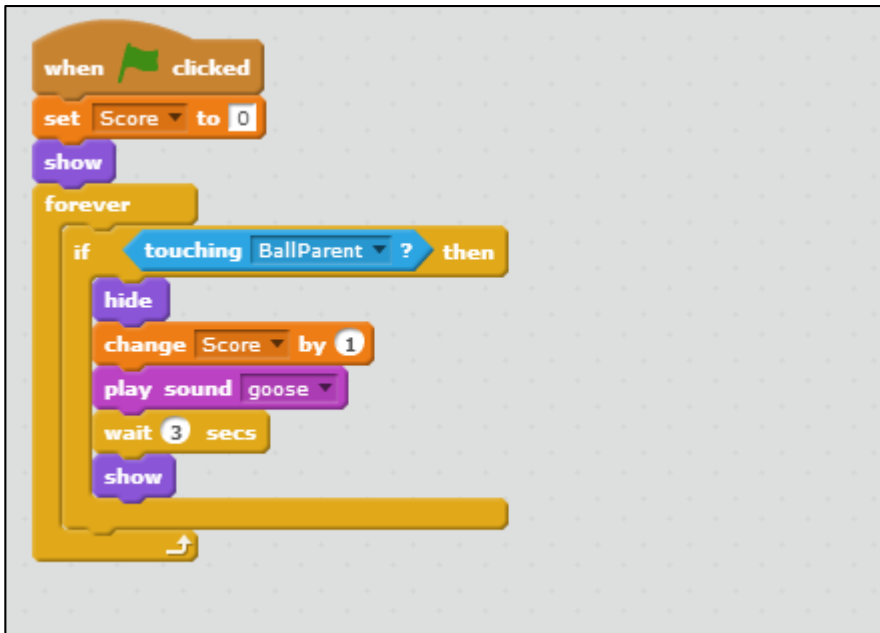 when clicked
set Score to 0
show
forever
if touching BallParent ? then
hide
change Score by 1
play sound goose
wait 3 secs
show